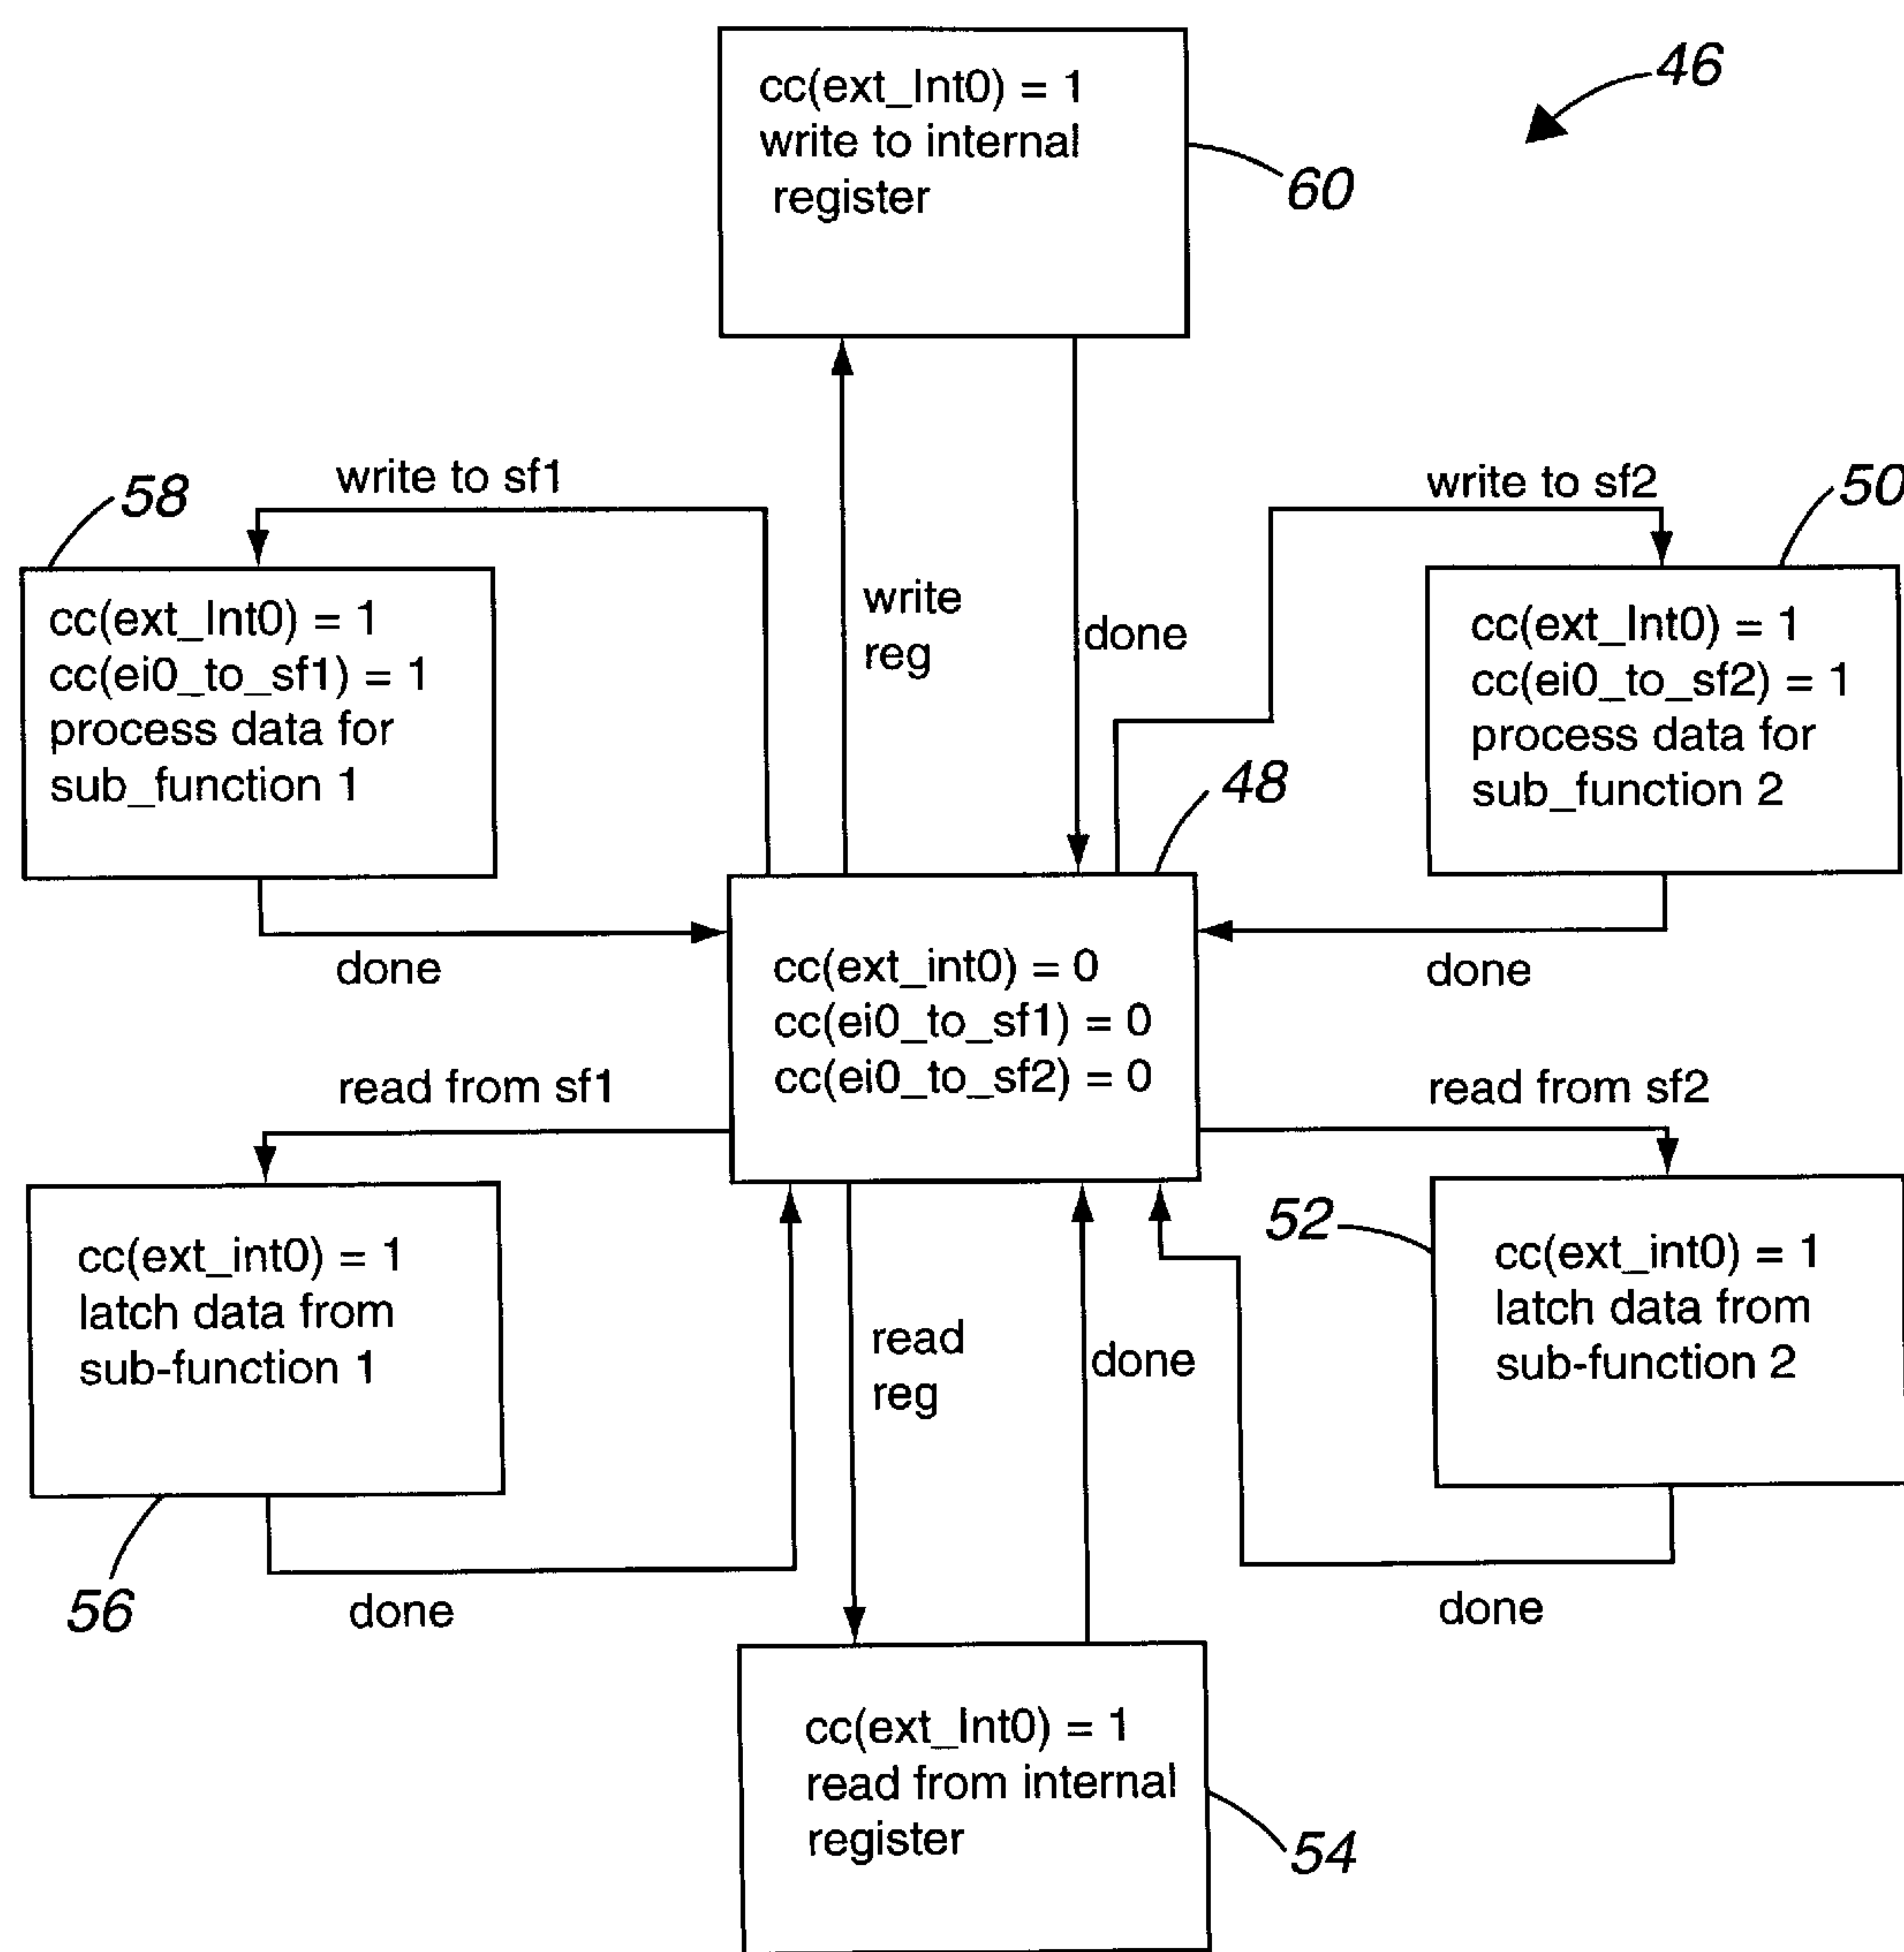 46
cc(ext_Int0) = 1
write to internal
register
60
write to sf1
58
cc(ext_Int0) = 1
cc(ei0_to_sf1) = 1
process data for
sub_function 1
done
write
reg
done
write to sf2
50
cc(ext_Int0) = 1
cc(ei0_to_sf2) = 1
process data for
sub_function 2
done
48
cc(ext_int0) = 0
cc(ei0_to_sf1) = 0
cc(ei0_to_sf2) = 0
read from sf1
cc(ext_int0) = 1
latch data from
sub-function 1
56
done
read
reg
done
read from sf2
52
cc(ext_int0) = 1
latch data from
sub-function 2
done
cc(ext_Int0) = 1
read from internal
register
54